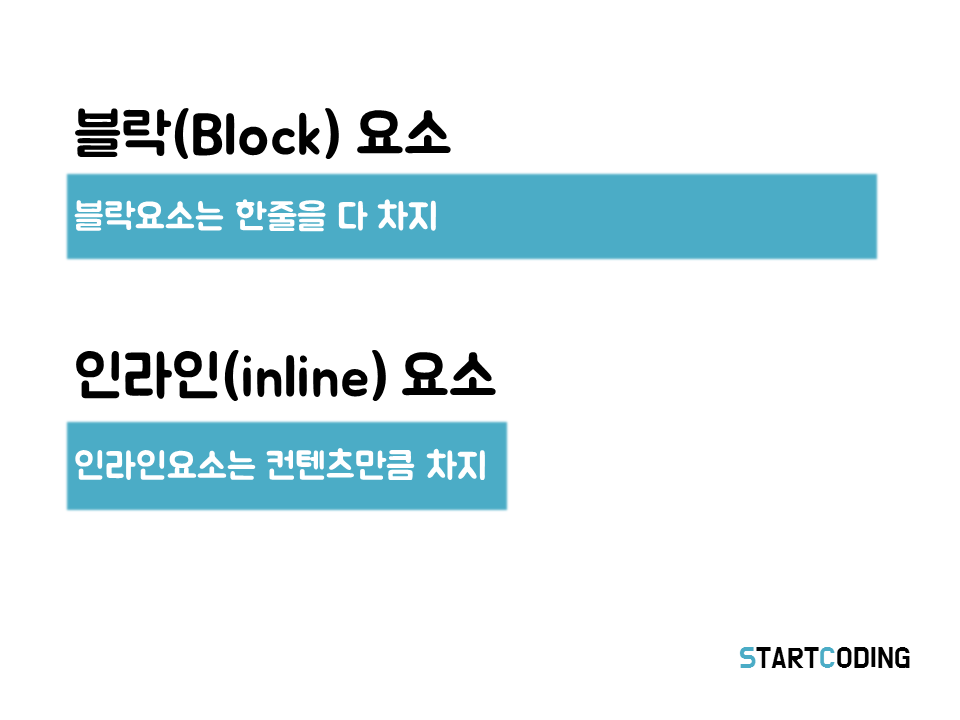 블락(Block) 요소
블락요소는 한줄을 다 차지
인라인(inline) 요소
인라인요소는 컨텐츠만큼 차지
STARTCODING